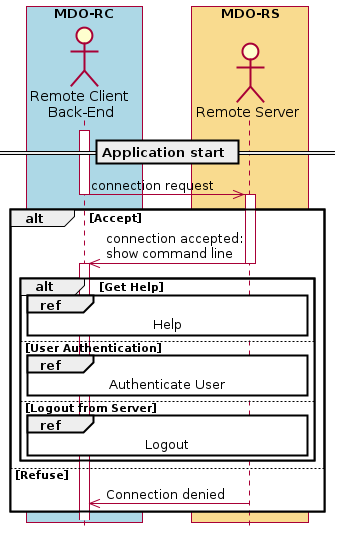 MDO-RC
MDO-RS
Remote Client
Back-End
Remote Server
Application start
connection request
alt
[Accept]
connection accepted:
show command line
alt
[Get Help]
ref
Help
[User Authentication]
ref
Authenticate User
[Logout from Server]
ref
Logout
[Refuse]
Connection denied